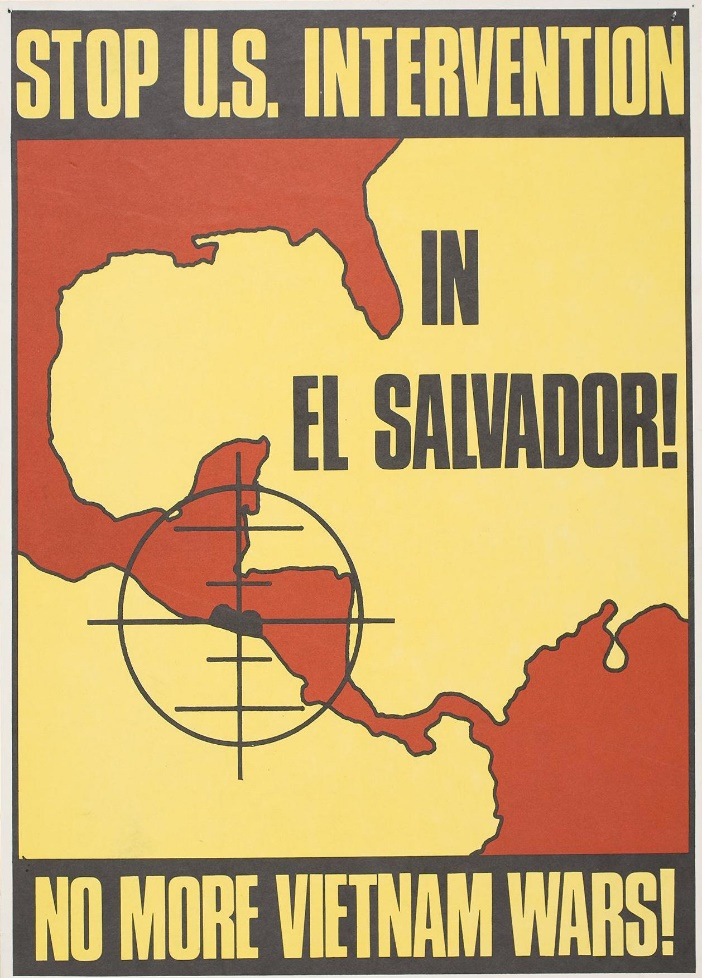 STOP U.S. INTERVENTION
IN
EL SALVADOR!
NO MORE VIETNAM WARS!